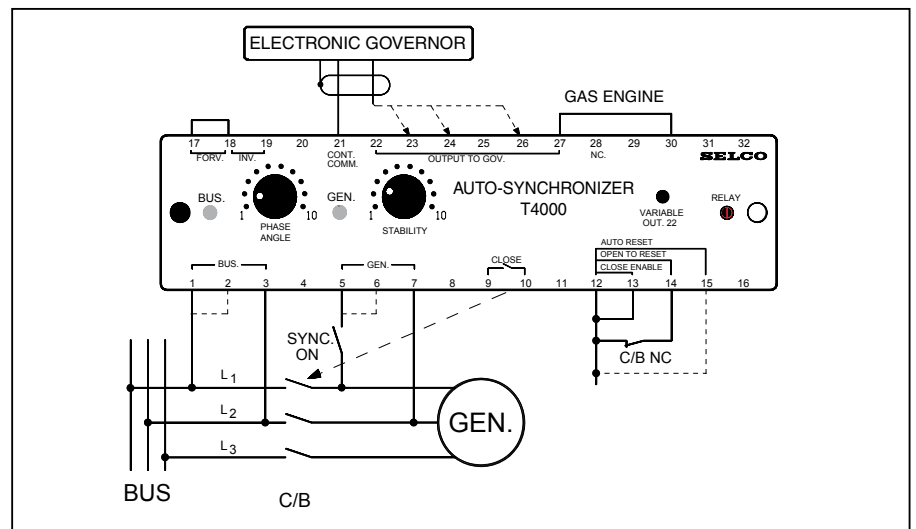 ELECTRONIC GOVERNOR
GAS ENGINE
17 18 19 20 21 22 23 24 25 26 27 28 29 30 31 32
FORV. INV. CONT. COMM. OUTPUT TO GOV. NC. SELCO
BUS. GEN. AUTO-SYNCHRONIZER T4000 RELAY
1 10 PHASE ANGLE
1 10 STABILITY
VARIABLE OUT. 22
AUTO RESET
OPEN TO RESET
CLOSE ENABLE
BUS. GEN. CLOSE
1 2 3 4 5 6 7 8 9 10 11 12 13 14 15 16
SYNC. ON
C/B NC
L1
L2
L3
GEN.
BUS
C/B